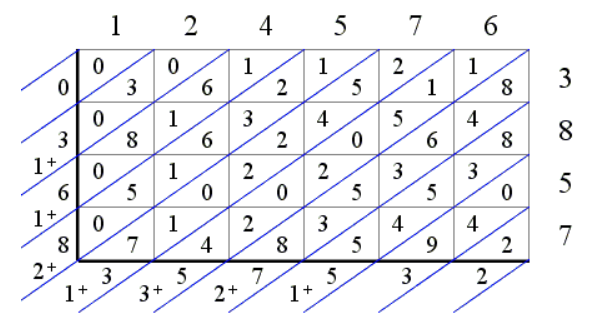 1 2 4 5 7 6
0 0 1 1 2 1 3
0 3 6 2 5 1 8
0 1 3 4 5 4 8
3 8 6 2 0 6 8
1+
0 1 2 2 3 3 5
6 5 0 0 5 5 0
1+
0 1 2 3 4 4 7
8 7 4 8 5 9 2
2+ 3 5 7 5 3 2
1+ 3+ 2+ 1+